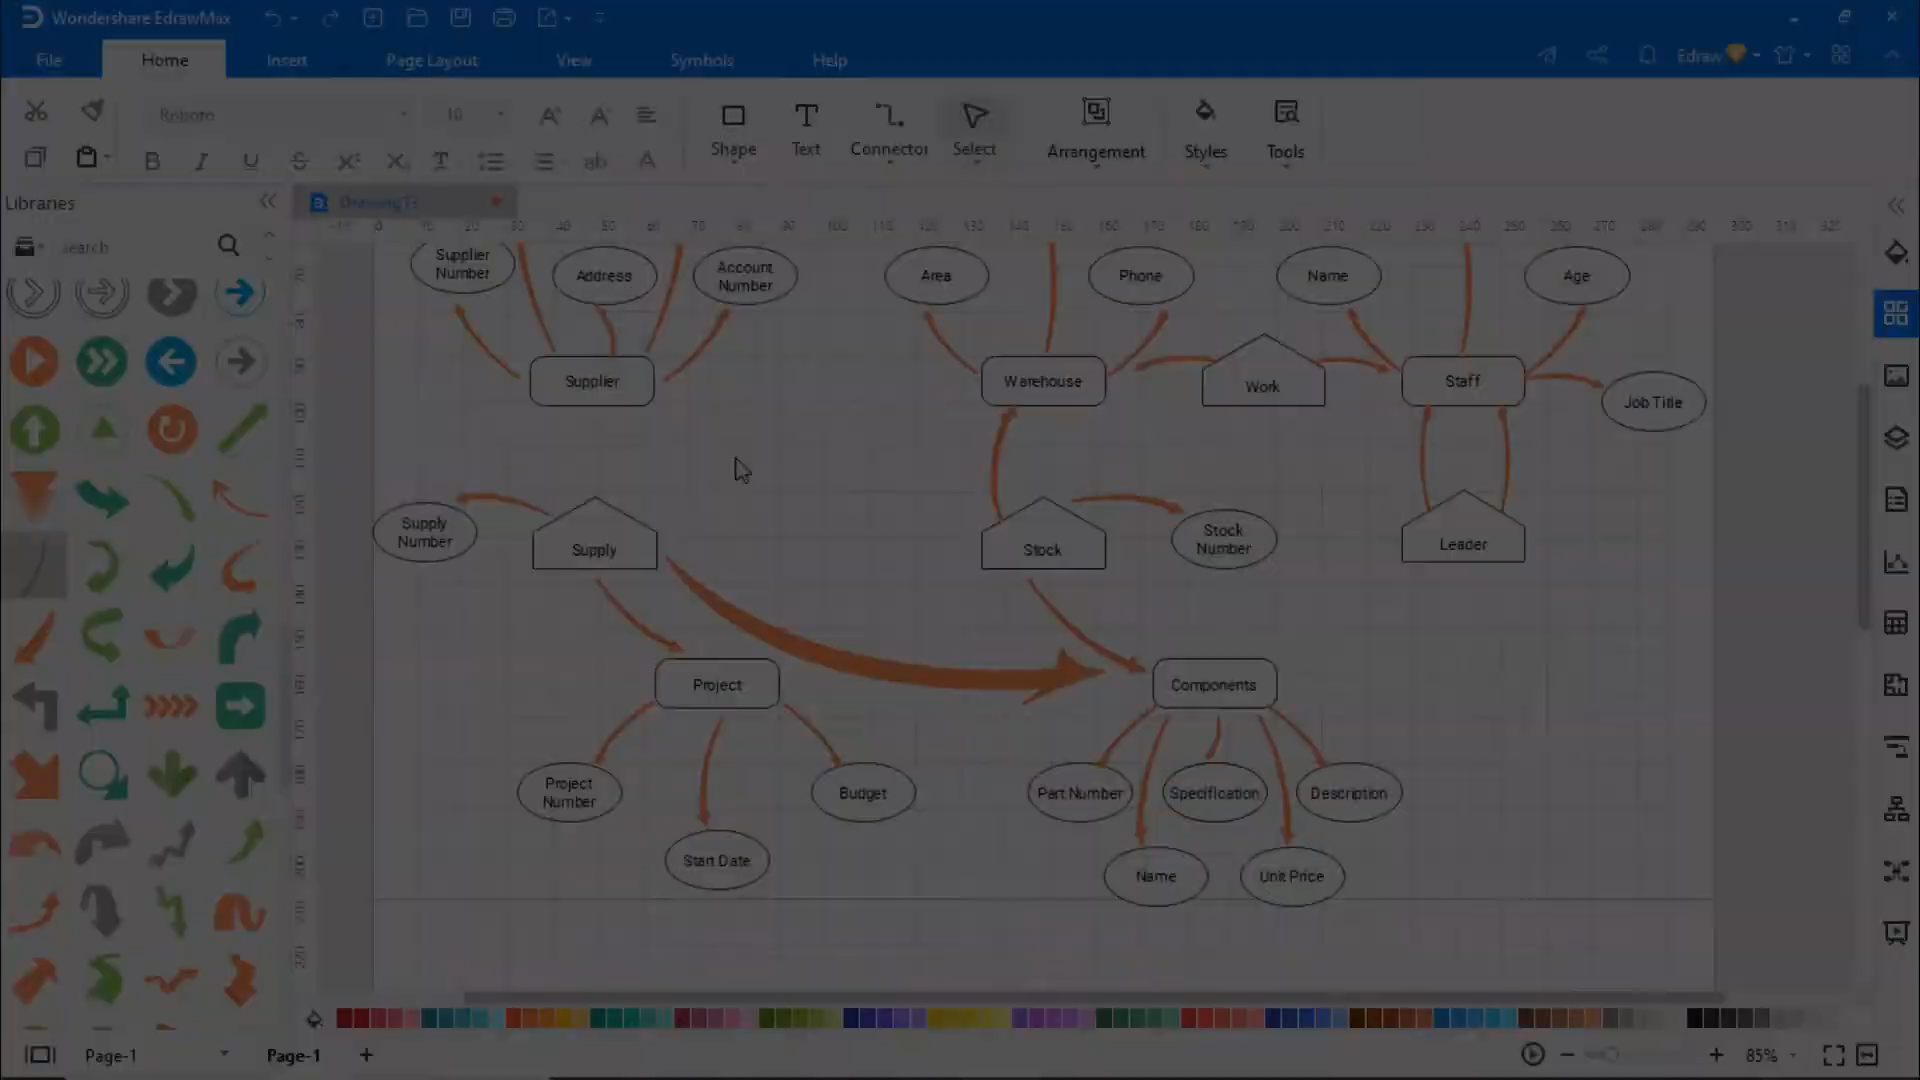 Wondershare EdrawMax
File Home Insert Page Layout View Symbols Help
Edraw
Roboto 10
Shape Text Connector Select Arrangement Styles Tools
Libraries
Search
Supplier
Number
Address
Account
Number
Area
Phone
Name
Age
Supplier
Warehouse
Work
Staff
Job Title
Supply
Number
Supply
Stock
Stock
Number
Leader
Project
Components
Project
Number
Budget
Part Number
Specification
Description
Start Date
Name
Unit Price
Page-1
Page-1
85%